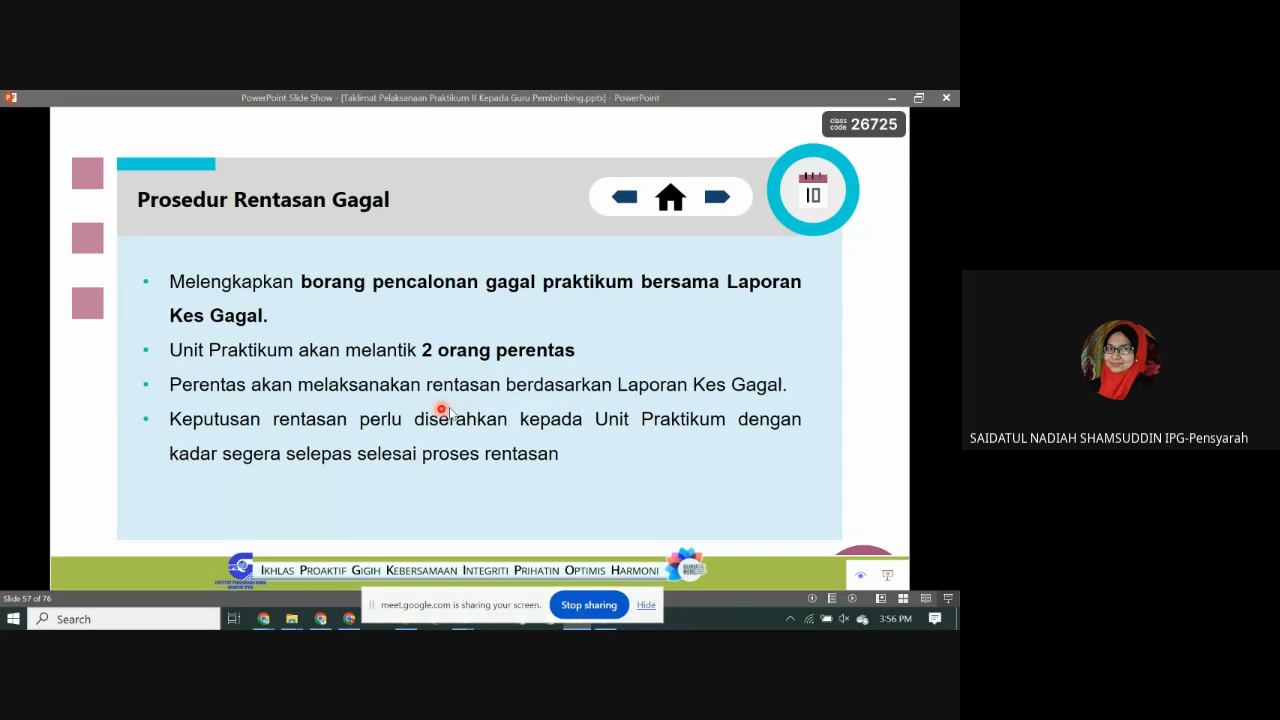 PowerPoint Slide Show - [Taklimat Pelaksanaan Praktikum II Kepada Guru Pembimbing.pptx] - PowerPoint
class code 26725
Prosedur Rentasan Gagal
10
• Melengkapkan borang pencalonan gagal praktikum bersama Laporan
Kes Gagal.
• Unit Praktikum akan melantik 2 orang perentas
• Perentas akan melaksanakan rentasan berdasarkan Laporan Kes Gagal.
• Keputusan rentasan perlu diserahkan kepada Unit Praktikum dengan
kadar segera selepas selesai proses rentasan
SAIDATUL NADIAH SHAMSUDDIN IPG-Pensyarah
IKHLAS PROAKTIF GIGIH KEBERSAMAAN INTEGRITI PRIHATIN OPTIMIS HARMONI
Slide 57 of 76
meet.google.com is sharing your screen.
Stop sharing
Hide
Search
3:56 PM